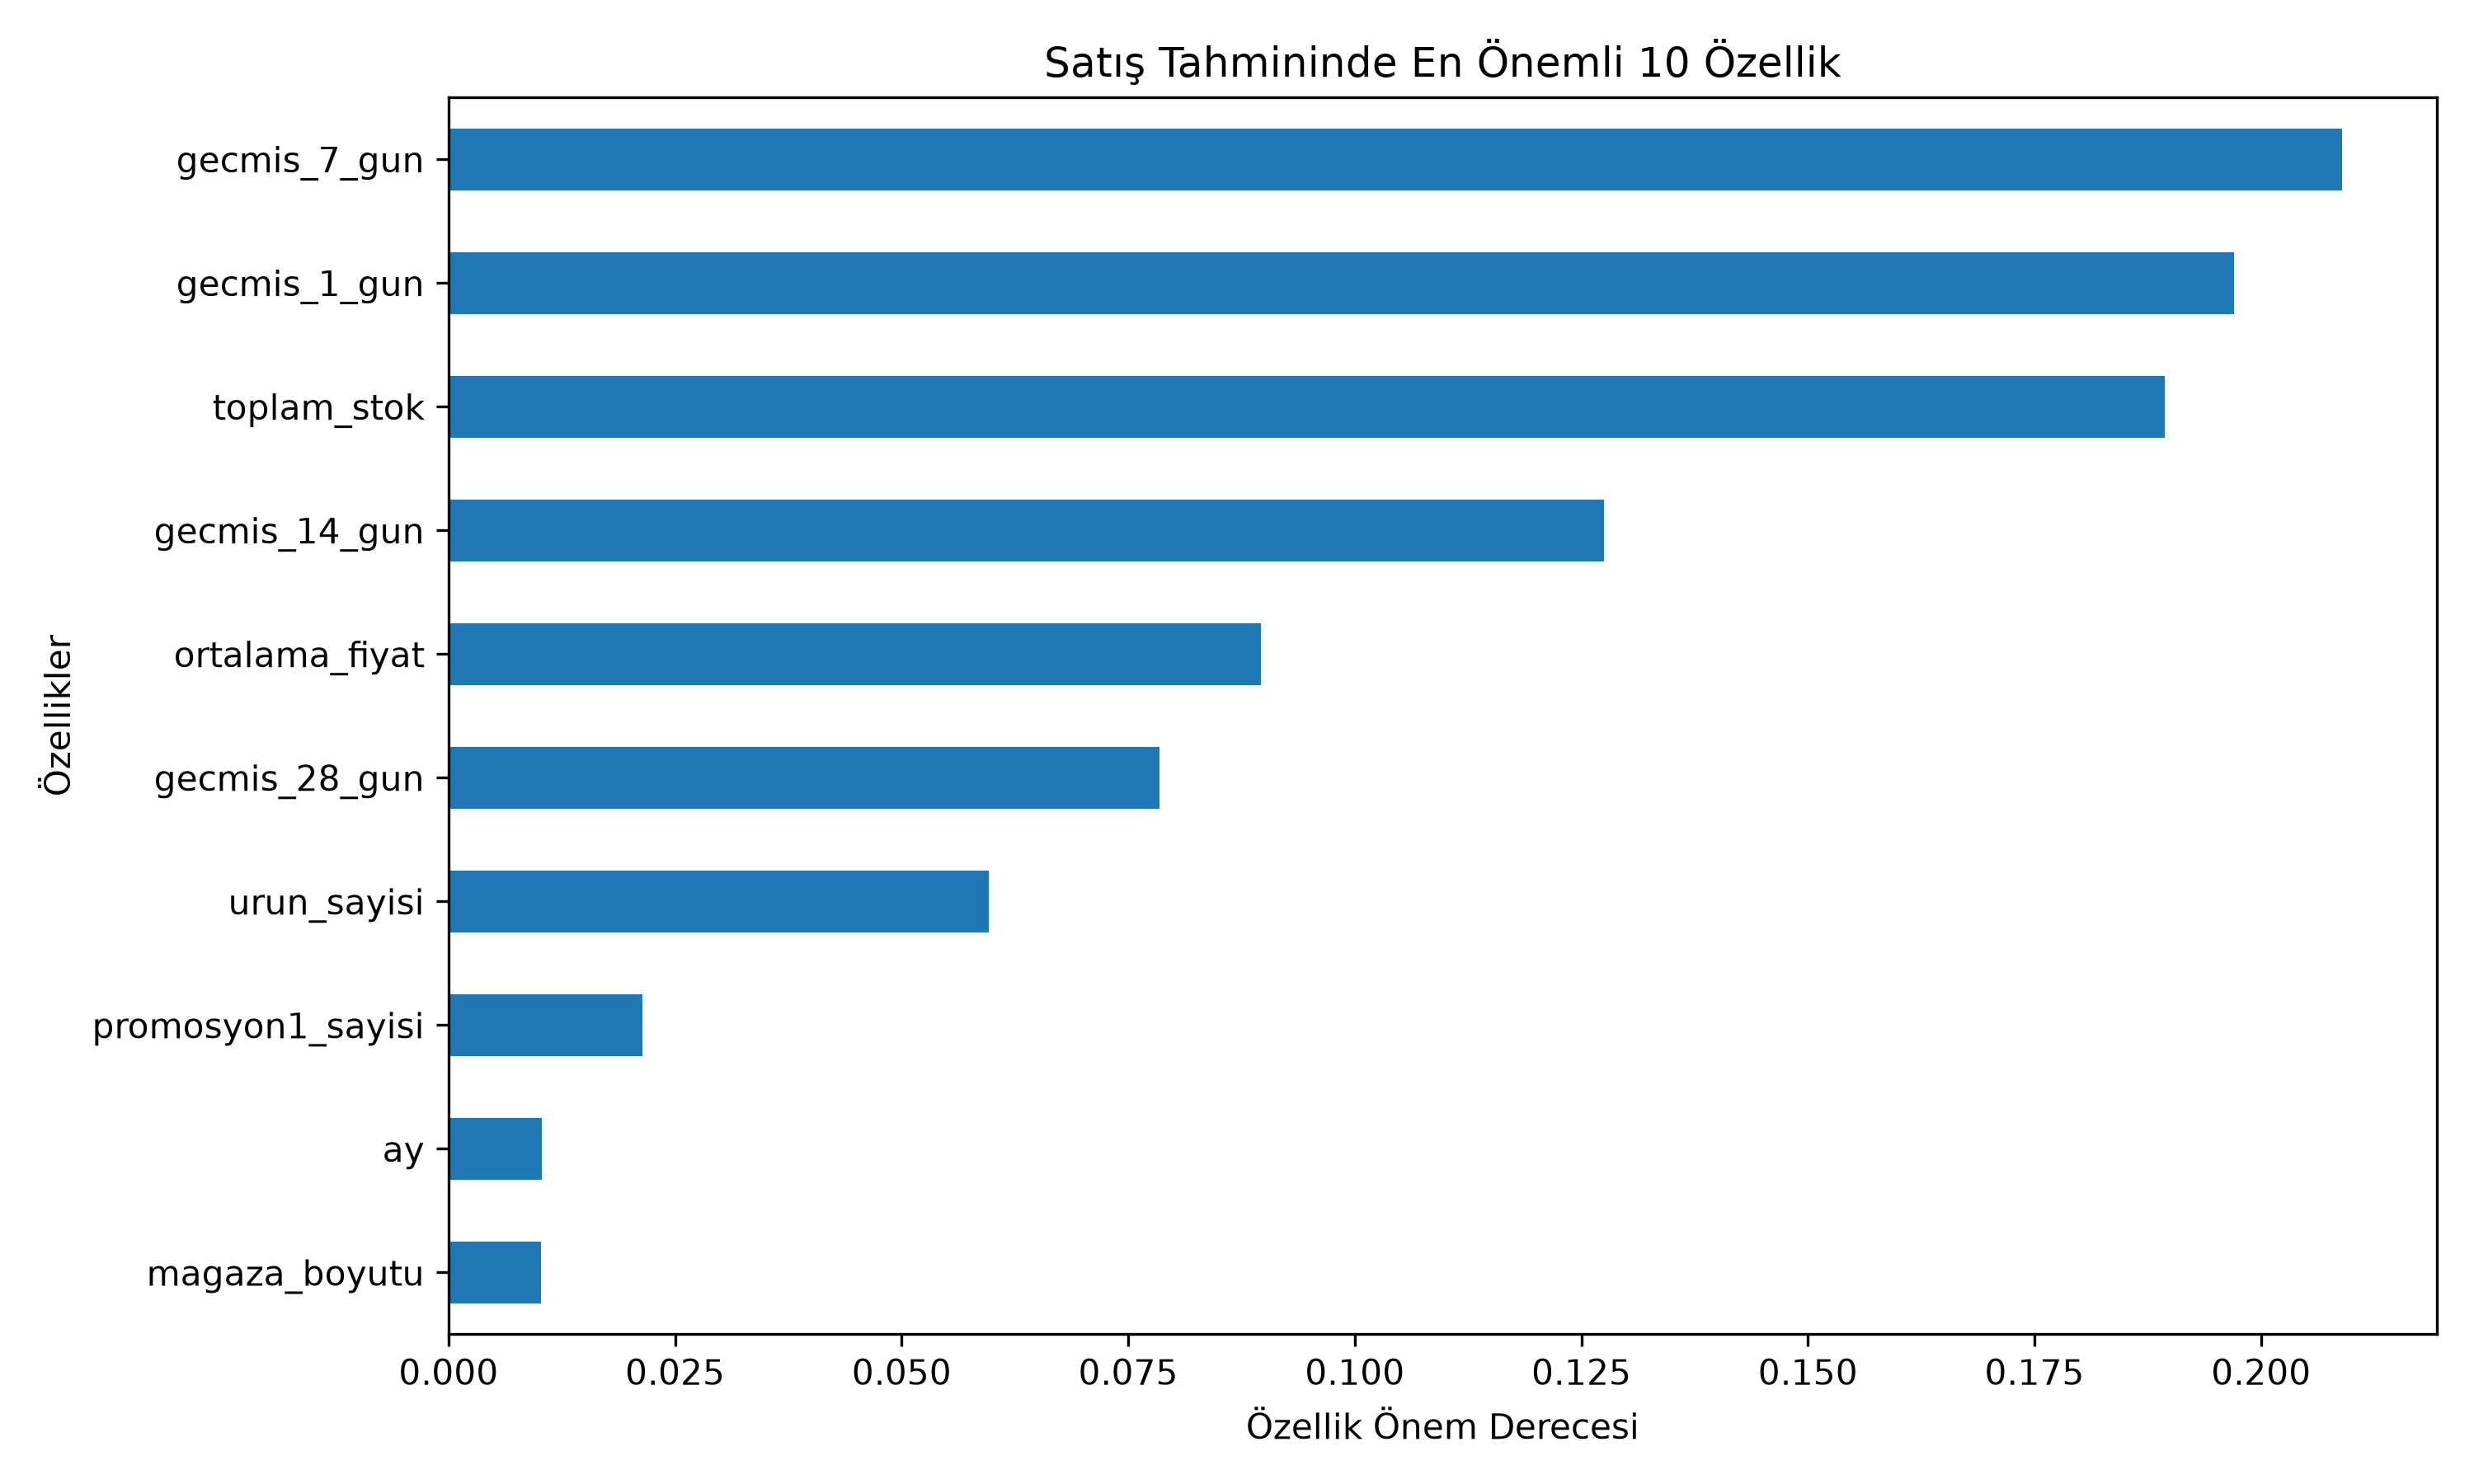 Satış Tahmininde En Önemli 10 Özellik
Özellikler
gecmis_7_gun
gecmis_1_gun
toplam_stok
gecmis_14_gun
ortalama_fiyat
gecmis_28_gun
urun_sayisi
promosyon1_sayisi
ay
magaza_boyutu
0.000 0.025 0.050 0.075 0.100 0.125 0.150 0.175 0.200
Özellik Önem Derecesi